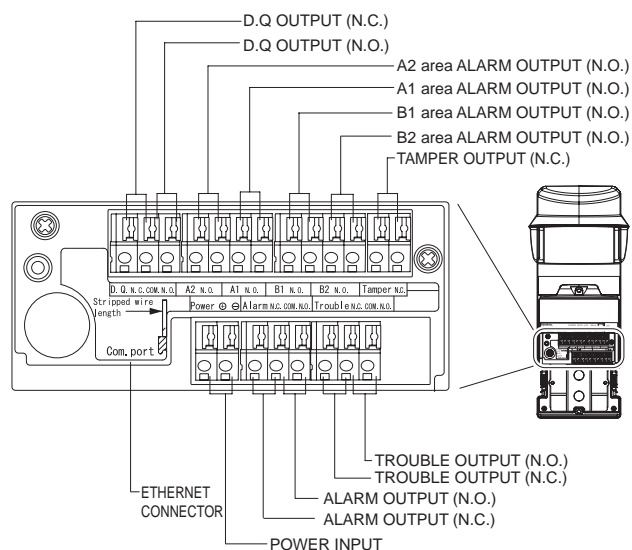 D.Q OUTPUT (N.C.)
D.Q OUTPUT (N.O.)
A2 area ALARM OUTPUT (N.O.)
A1 area ALARM OUTPUT (N.O.)
B1 area ALARM OUTPUT (N.O.)
B2 area ALARM OUTPUT (N.O.)
TAMPER OUTPUT (N.C.)
D.Q. N.C. COM. N.O. A2 N.O. A1 N.O. B1 N.O. B2 N.O. Tamper N.C.
Stripped wire
length
Power ⊕ ⊖ Alarm N.C. COM. N.O. Trouble N.C. COM. N.O.
Com.port
TROUBLE OUTPUT (N.O.)
TROUBLE OUTPUT (N.C.)
ETHERNET
CONNECTOR
ALARM OUTPUT (N.O.)
ALARM OUTPUT (N.C.)
POWER INPUT